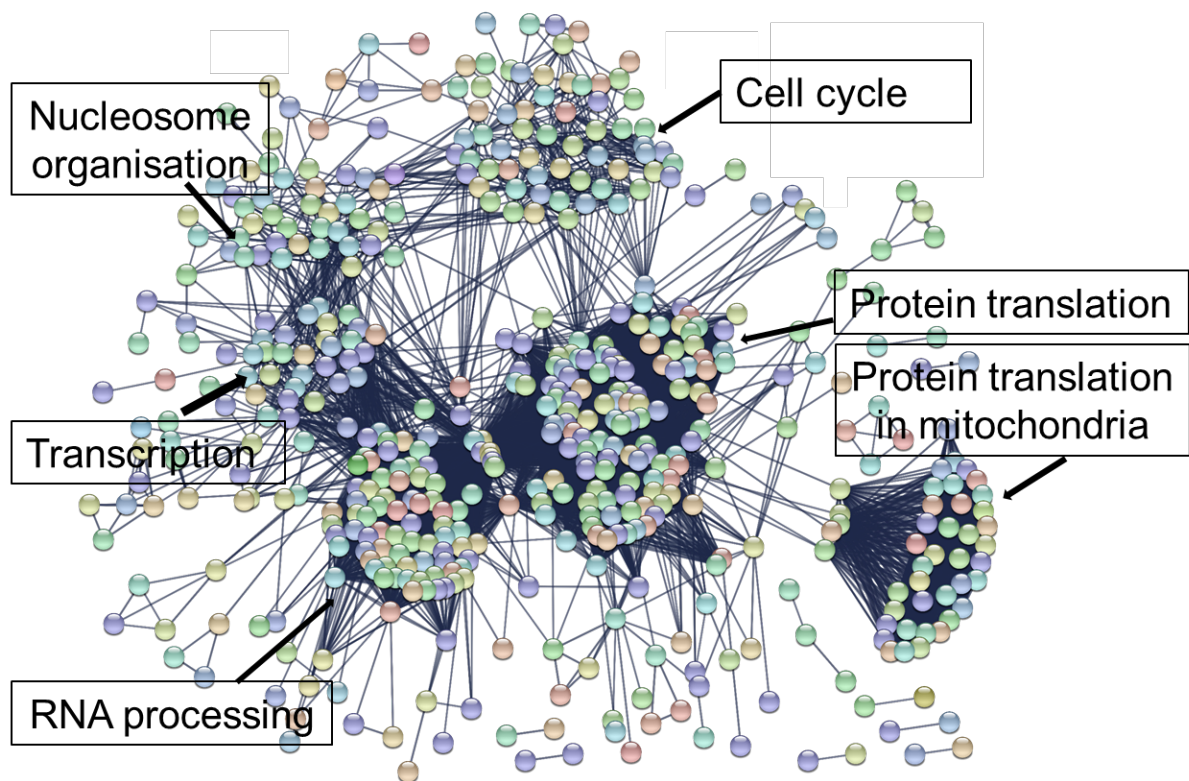 Nucleosome
organisation
Cell cycle
Protein translation
Protein translation
in mitochondria
Transcription
RNA processing